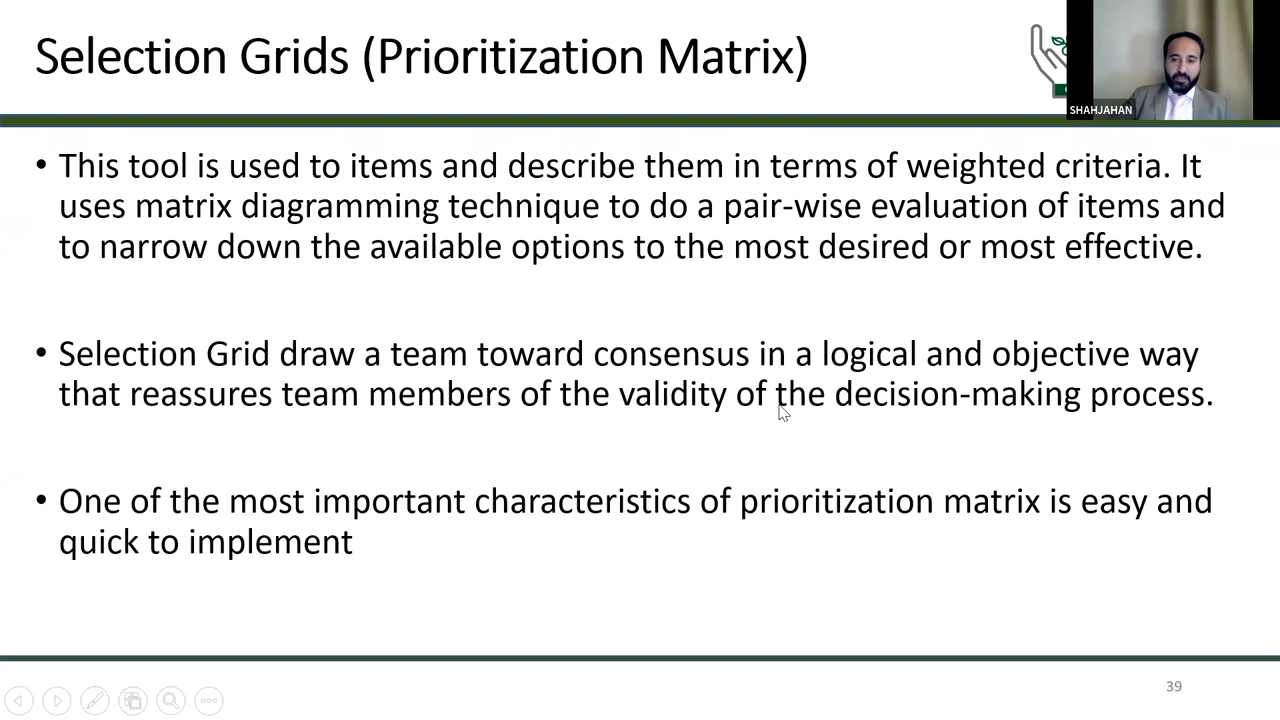 Selection Grids (Prioritization Matrix)
SHAHJAHAN
• This tool is used to items and describe them in terms of weighted criteria. It
uses matrix diagramming technique to do a pair-wise evaluation of items and
to narrow down the available options to the most desired or most effective.
• Selection Grid draw a team toward consensus in a logical and objective way
that reassures team members of the validity of the decision-making process.
• One of the most important characteristics of prioritization matrix is easy and
quick to implement
39